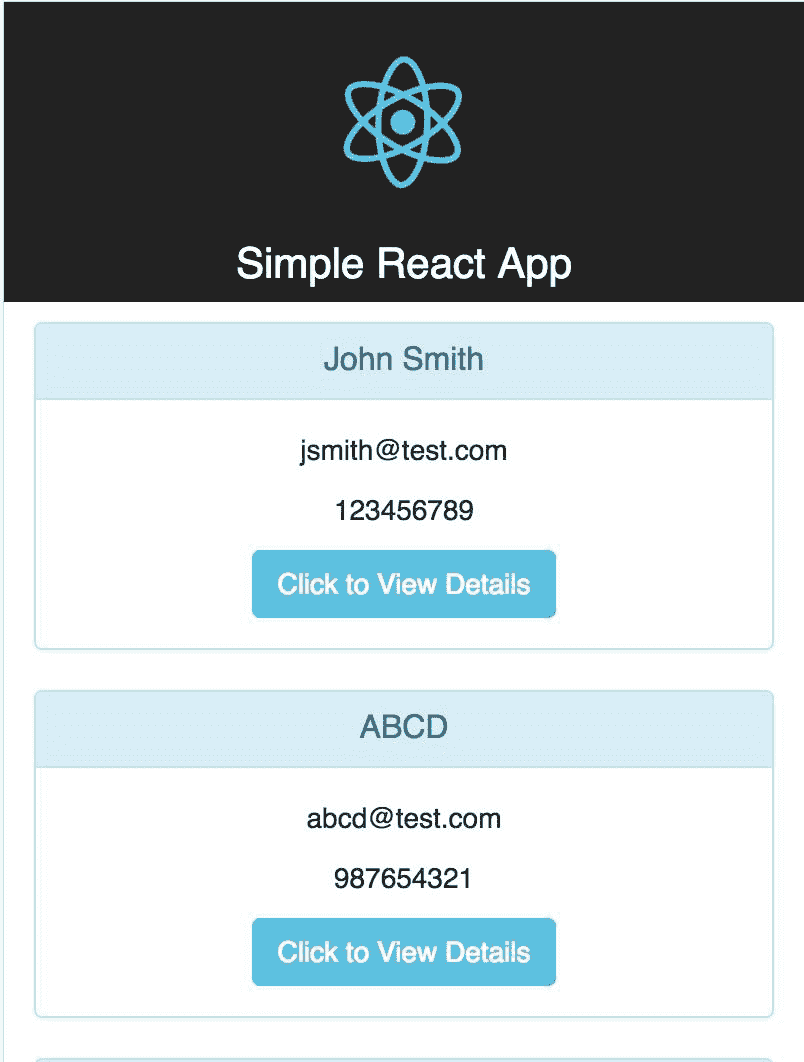 Simple React App
John Smith
jsmith@test.com
123456789
Click to View Details
ABCD
abcd@test.com
987654321
Click to View Details